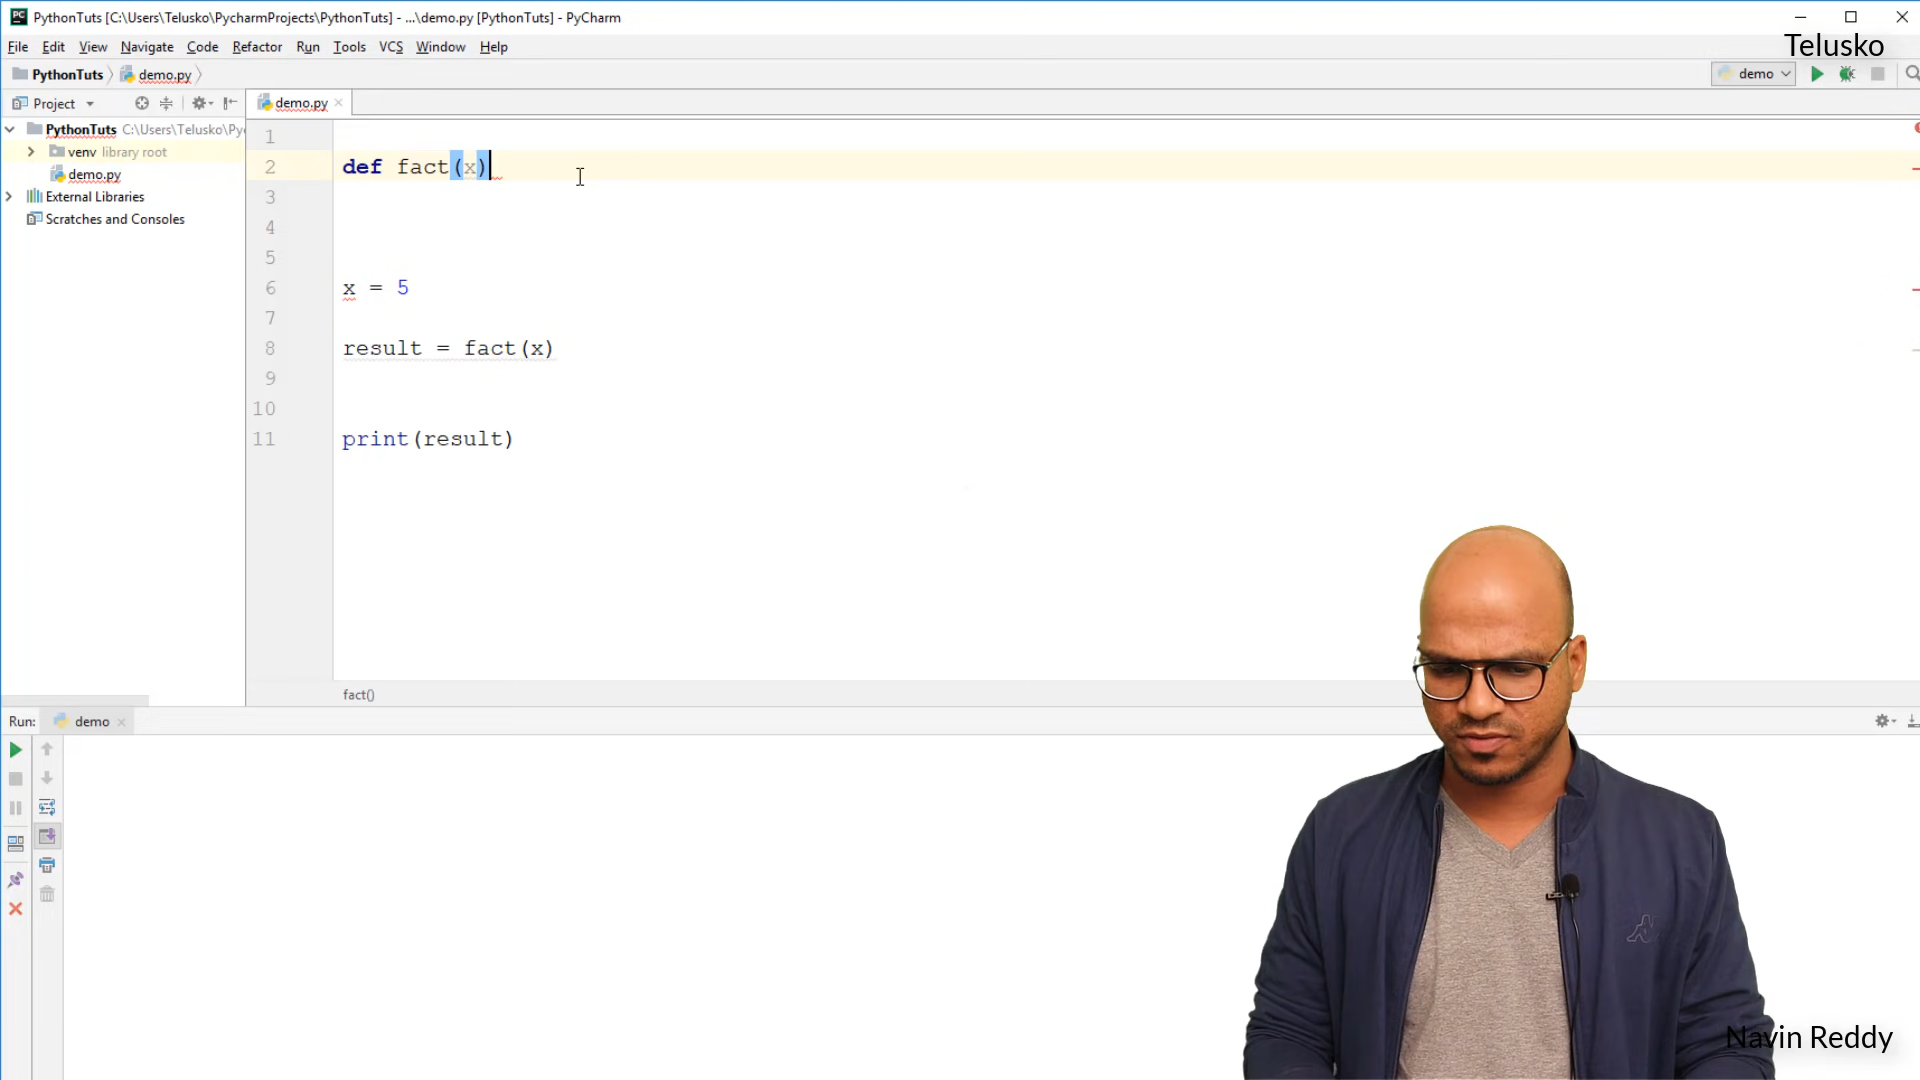 PythonTuts [C:\Users\Telusko\PycharmProjects\PythonTuts] - ...\demo.py [PythonTuts] - PyCharm
File Edit View Navigate Code Refactor Run Tools VCS Window Help
Telusko
PythonTuts demo.py
demo
Project
demo.py
PythonTuts C:\Users\Telusko\Py
venv library root
demo.py
External Libraries
Scratches and Consoles
1
2 def fact(x)
3
4
5
6 x = 5
7
8 result = fact(x)
9
10
11 print(result)
fact()
Run: demo
Navin Reddy